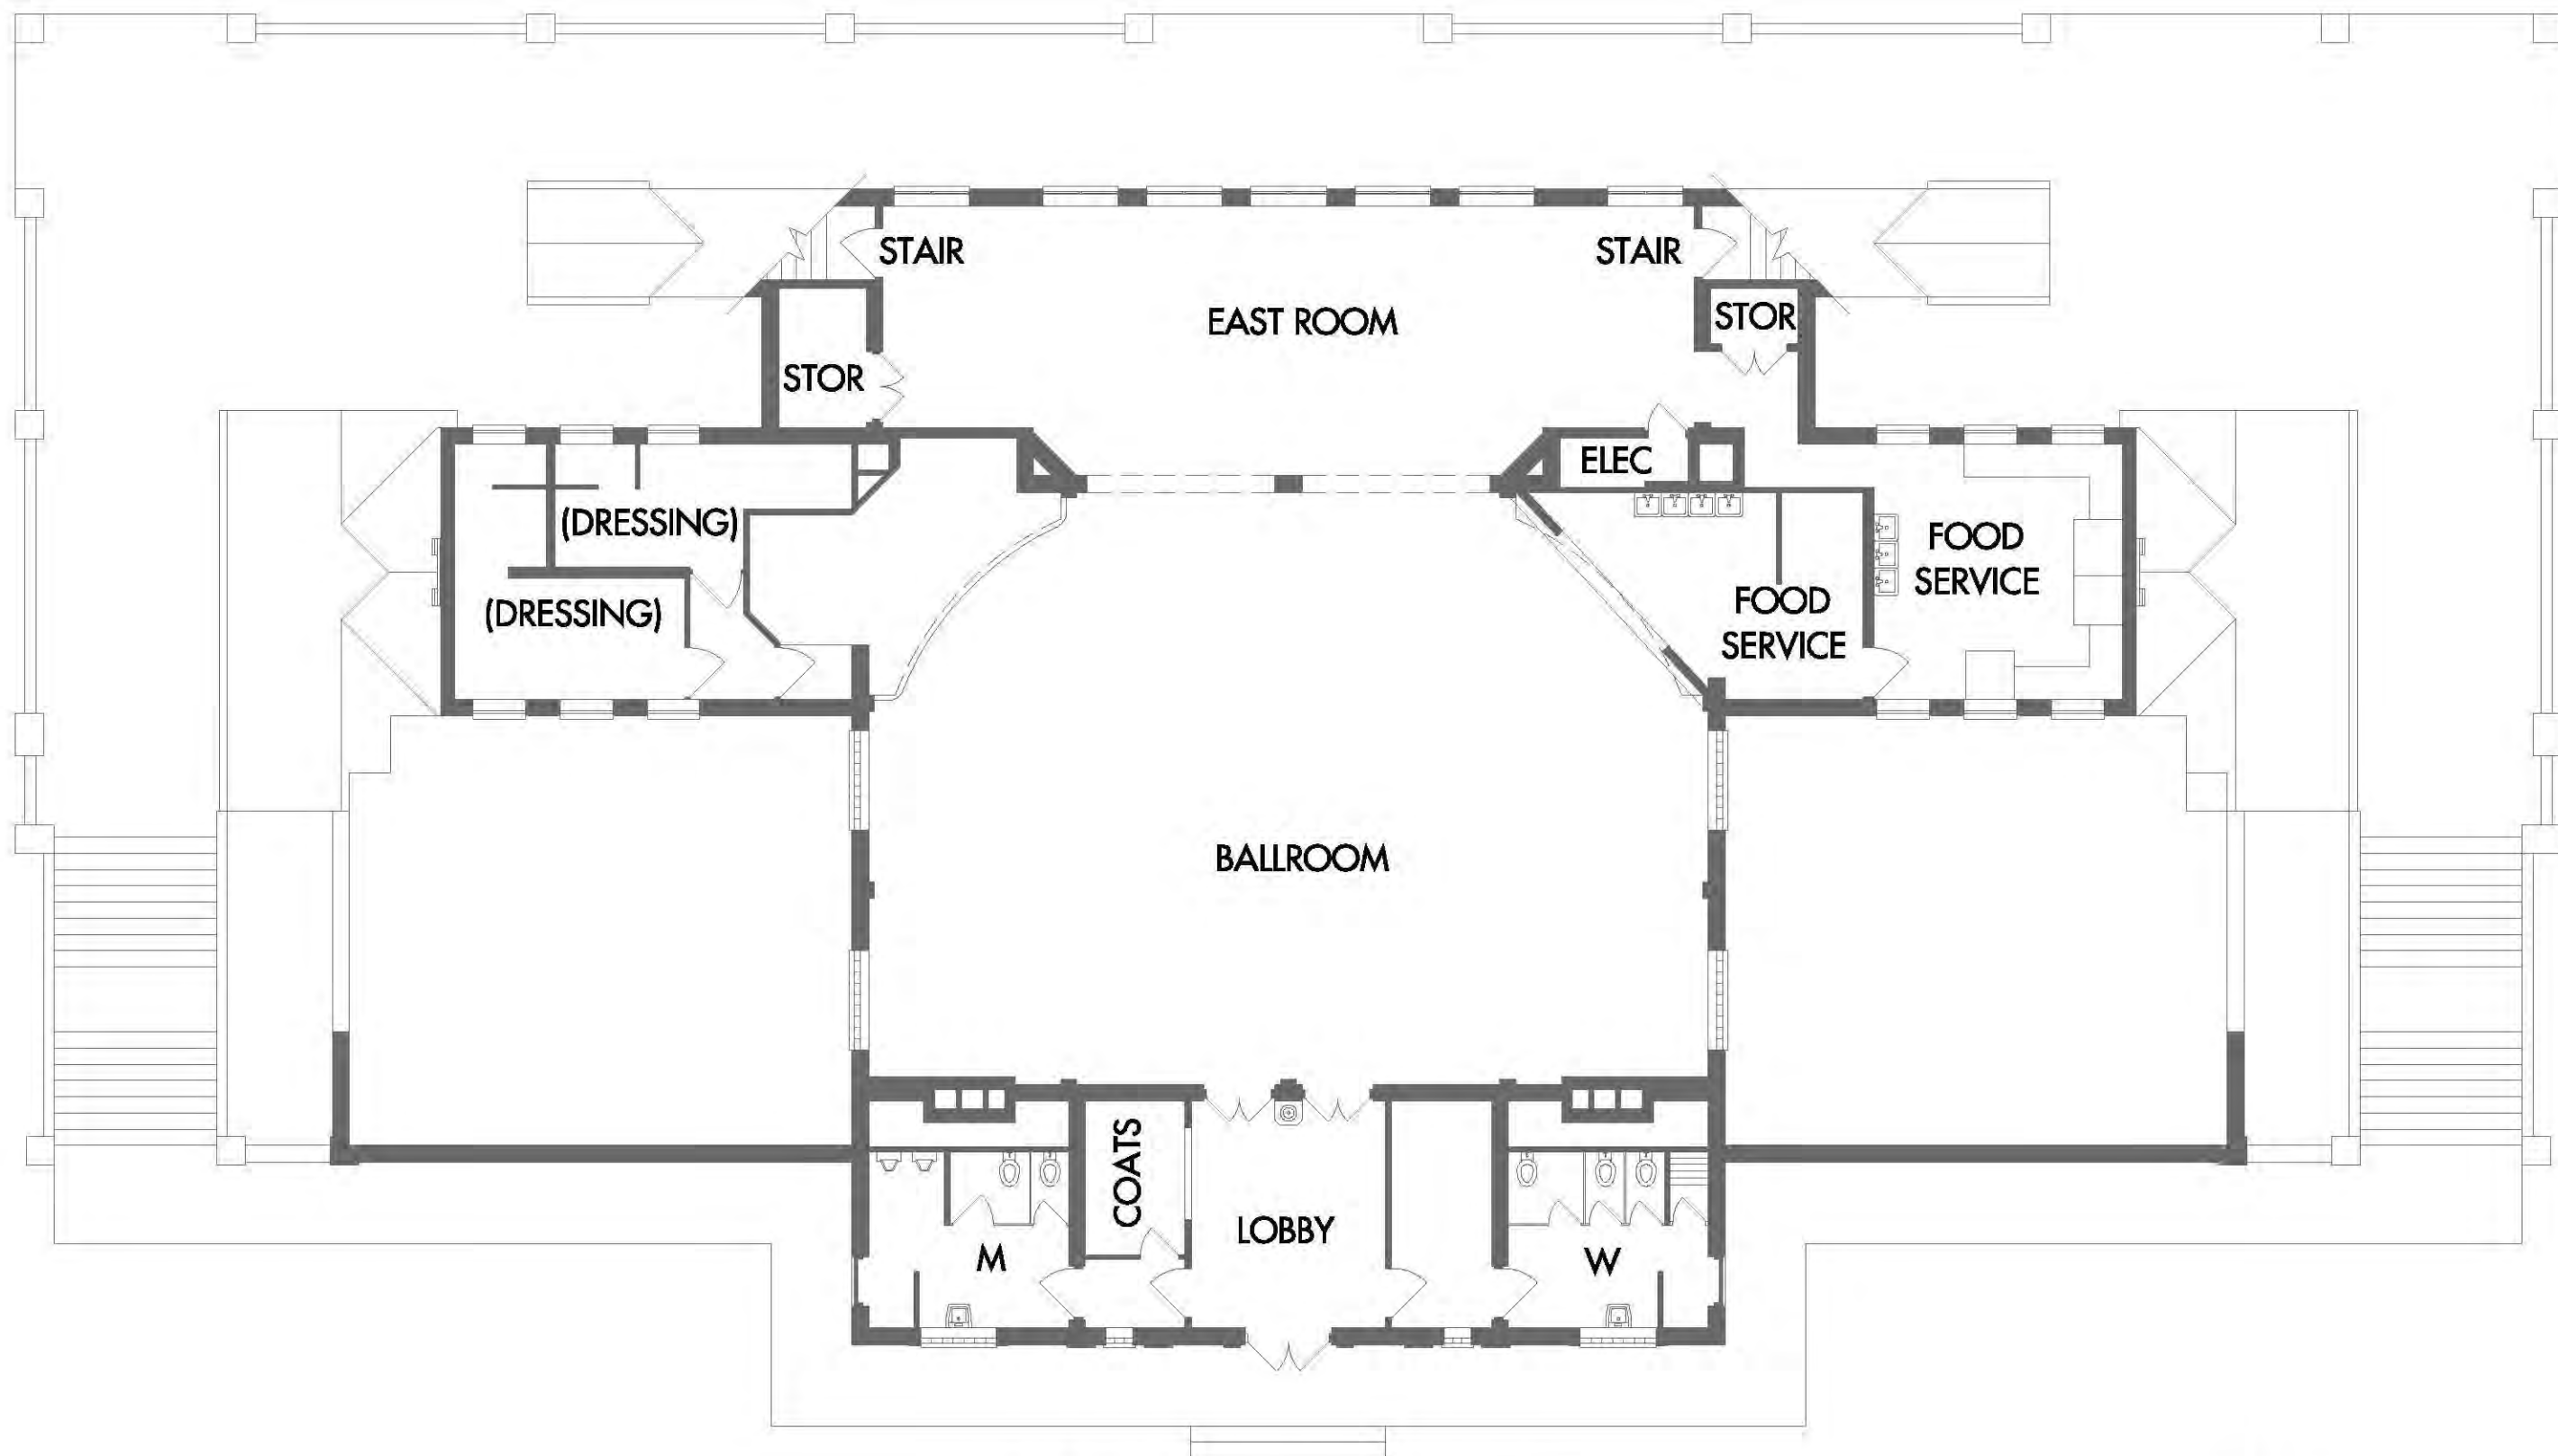 STAIR
STAIR
EAST ROOM
STOR
STOR
ELEC
(DRESSING)
(DRESSING)
FOOD
SERVICE
FOOD
SERVICE
BALLROOM
COATS
LOBBY
M
W